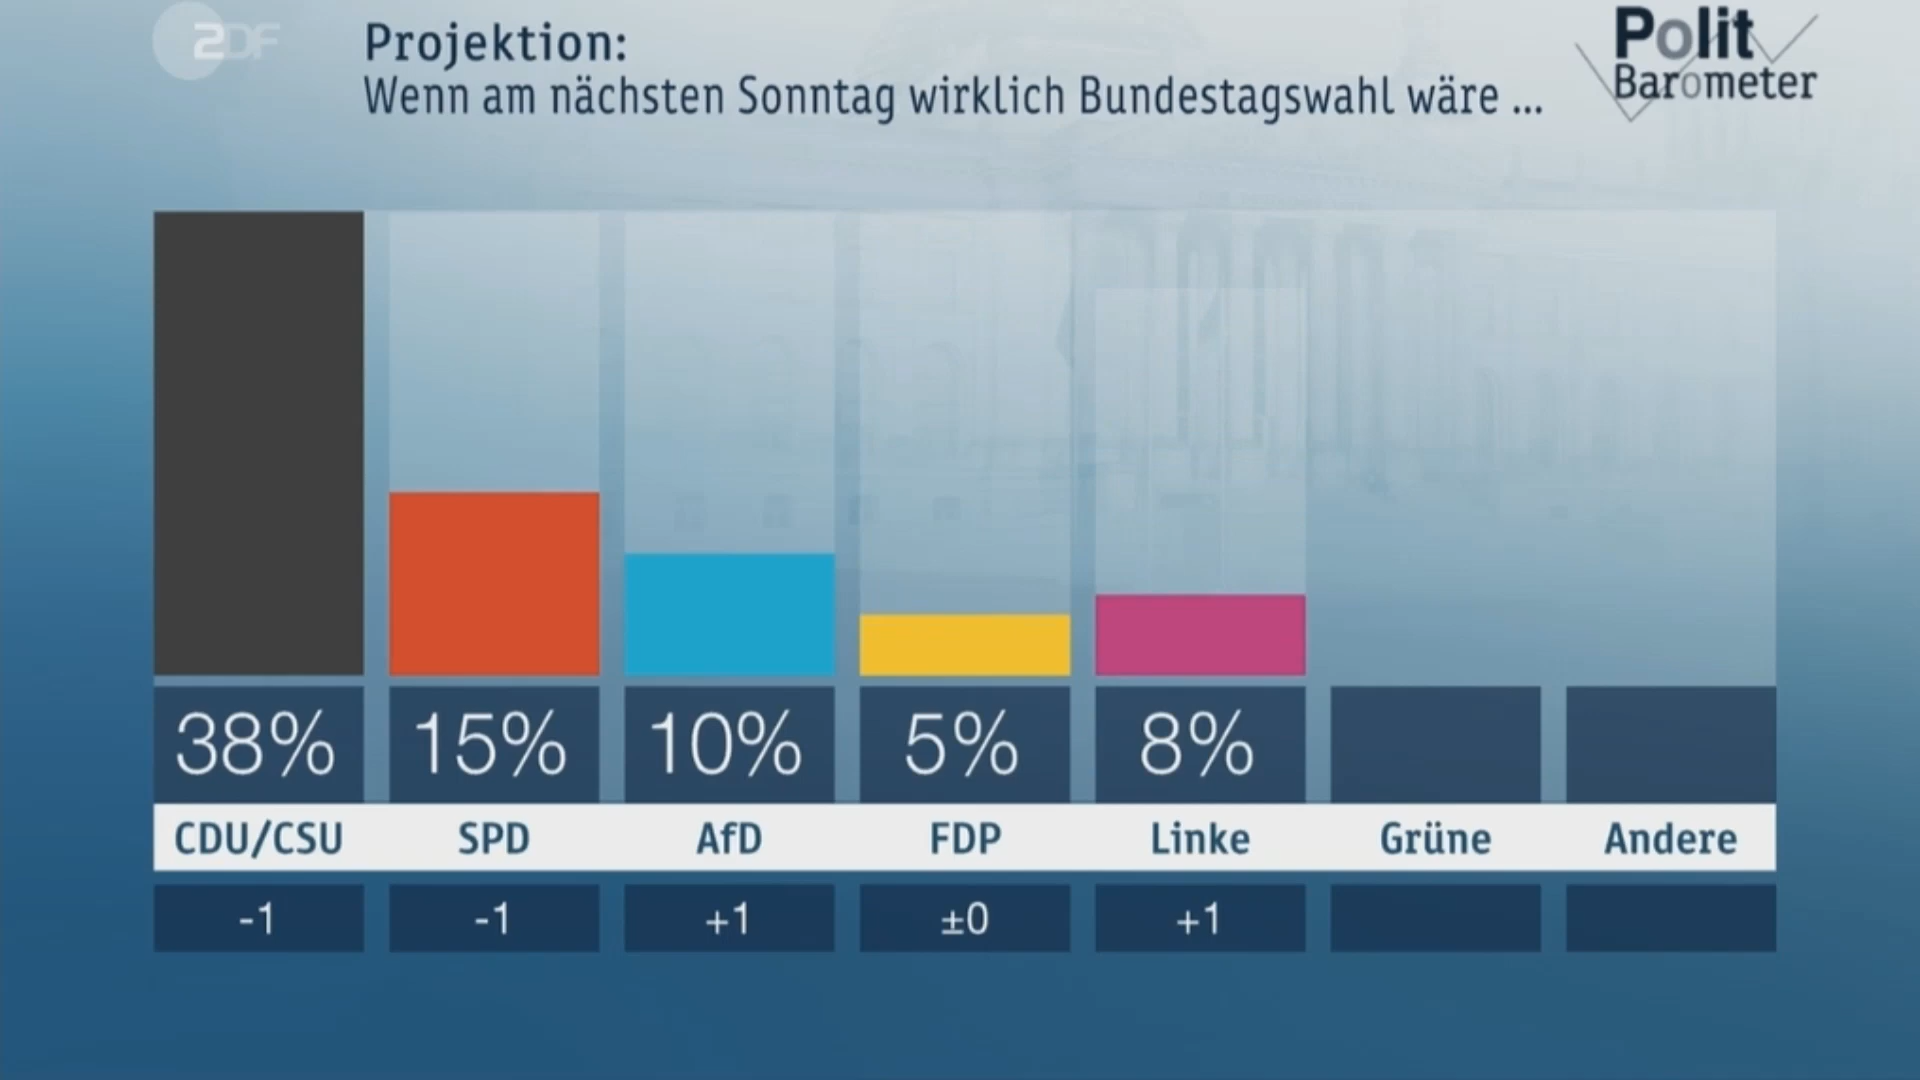 ZDF
Projektion:
Wenn am nächsten Sonntag wirklich Bundestagswahl wäre ...
Polit
Barometer
38% 15% 10% 5% 8%
CDU/CSU SPD AfD FDP Linke Grüne Andere
-1 -1 +1 ±0 +1